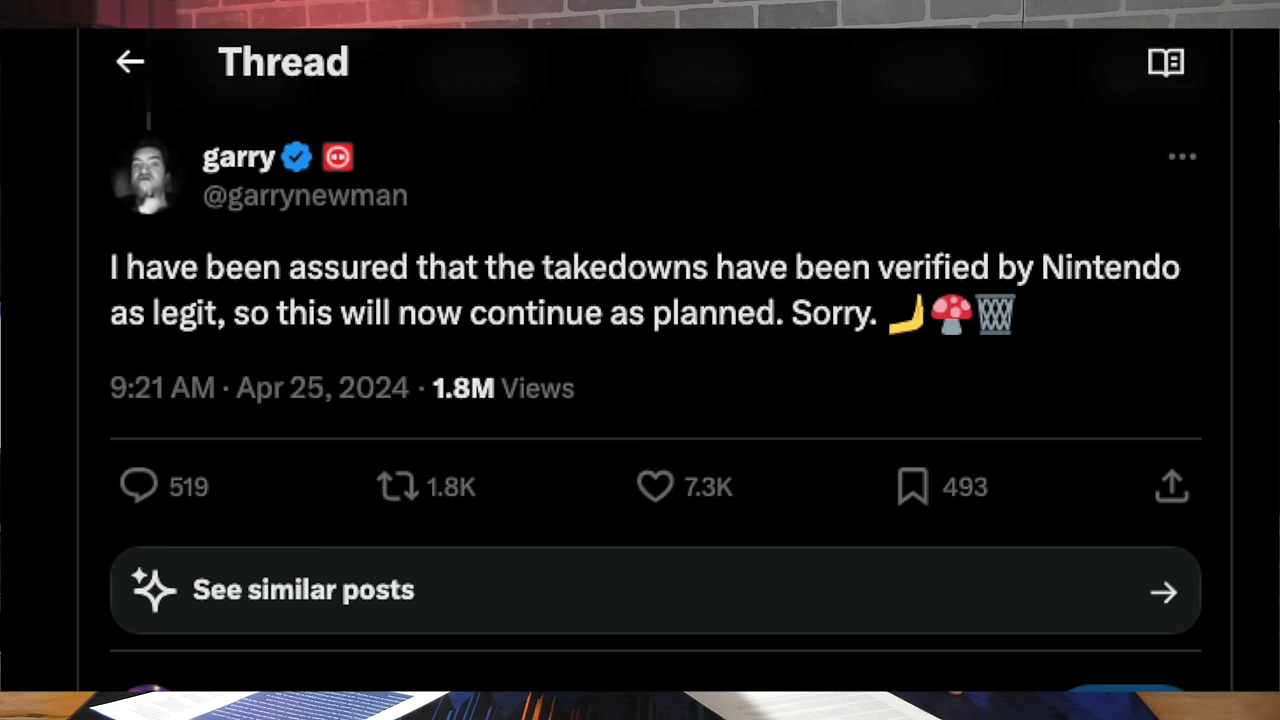 Thread
garry
@garrynewman
I have been assured that the takedowns have been verified by Nintendo
as legit, so this will now continue as planned. Sorry. 🦵🍄🗑️
9:21 AM · Apr 25, 2024 · 1.8M Views
519 1.8K 7.3K 493
See similar posts